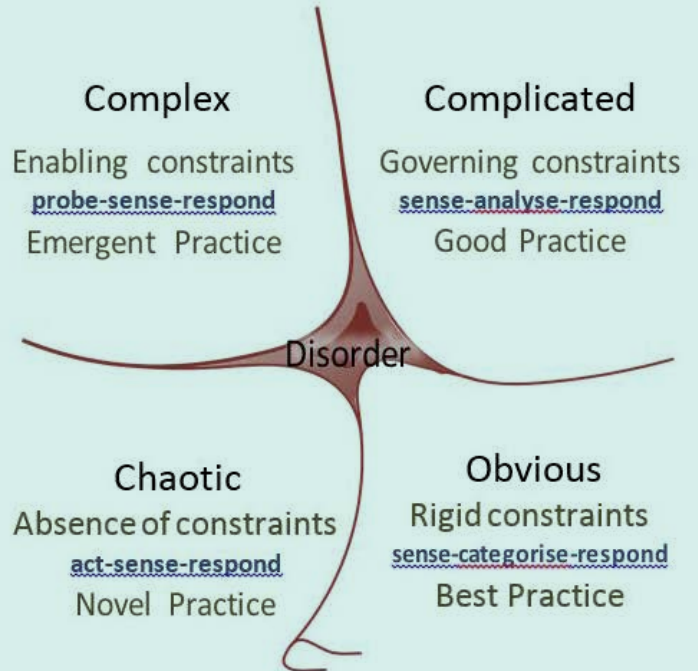 Complex
Enabling constraints
probe-sense-respond
Emergent Practice
Complicated
Governing constraints
sense-analyse-respond
Good Practice
Disorder
Chaotic
Absence of constraints
act-sense-respond
Novel Practice
Obvious
Rigid constraints
sense-categorise-respond
Best Practice